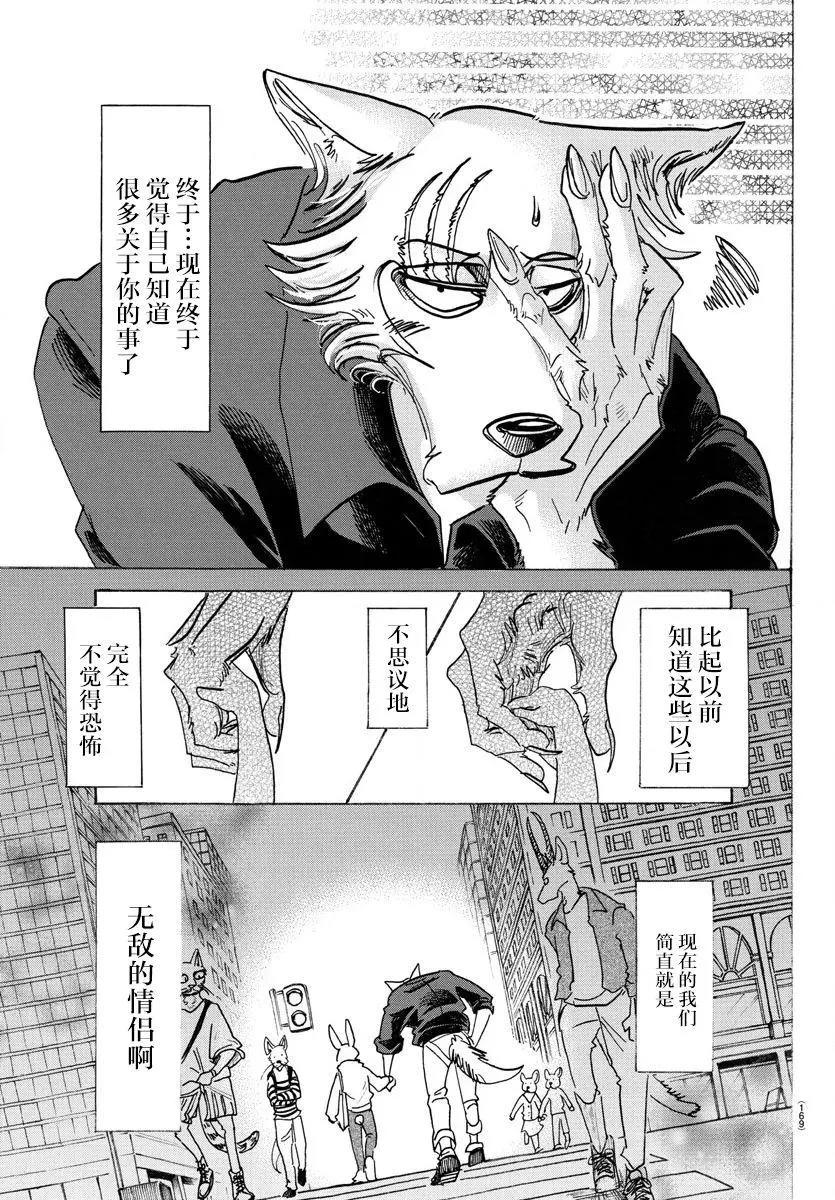 终于…现在终于
觉得自己知道
很多关于你的事了
比起以前
知道这些以后
不思议地
完全
不觉得恐怖
现在的我们
简直就是
无敌的情侣啊
(169)